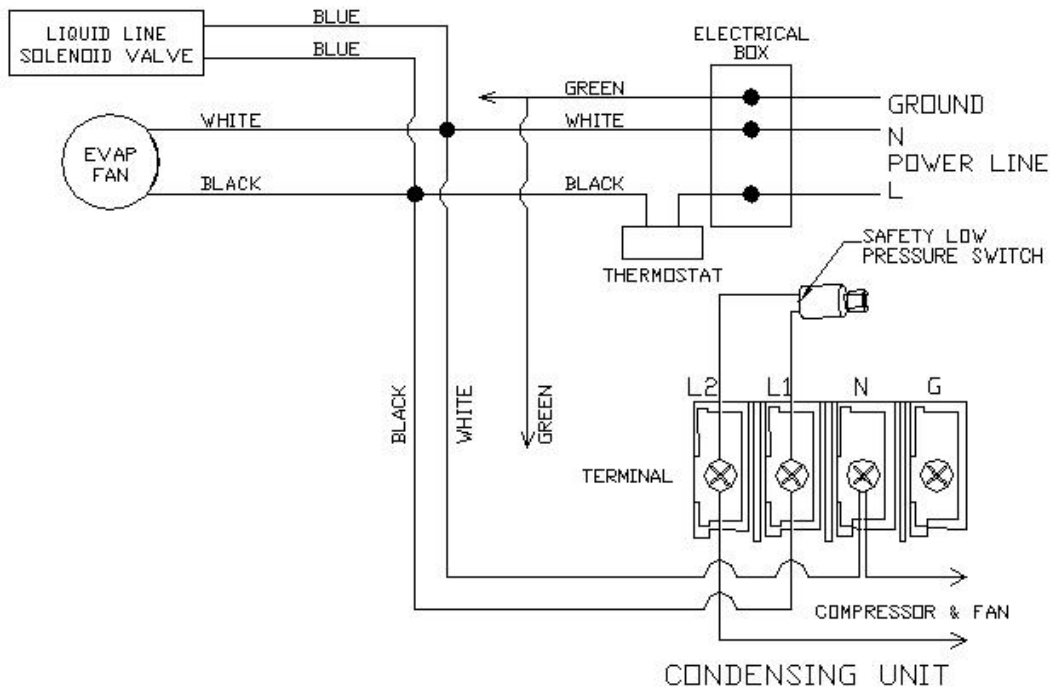 LIQUID LINE
SOLENOID VALVE
BLUE
BLUE
ELECTRICAL
BOX
GREEN
GROUND
WHITE
WHITE
N
EVAP
FAN
POWER LINE
BLACK
BLACK
L
THERMOSTAT
SAFETY LOW
PRESSURE SWITCH
BLACK
WHITE
GREEN
L2
L1
N
G
TERMINAL
COMPRESSOR & FAN
CONDENSING UNIT